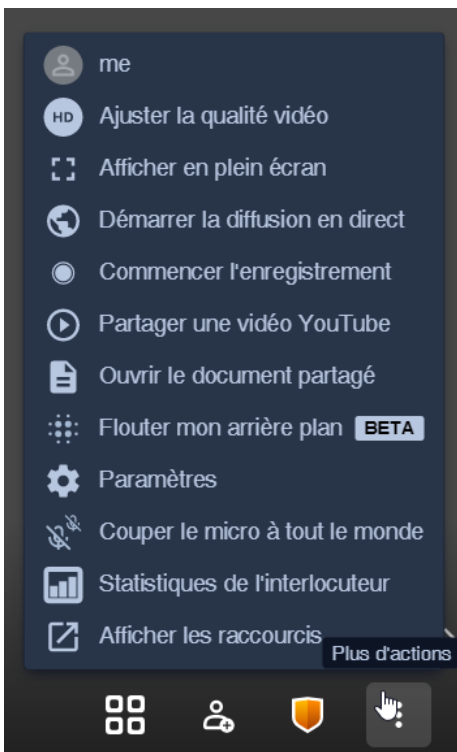 me
HD
Ajuster la qualité vidéo
Afficher en plein écran
Démarrer la diffusion en direct
Commencer l'enregistrement
Partager une vidéo YouTube
Ouvrir le document partagé
Flouter mon arrière plan BETA
Paramètres
Couper le micro à tout le monde
Statistiques de l'interlocuteur
Afficher les raccourcis
Plus d'actions